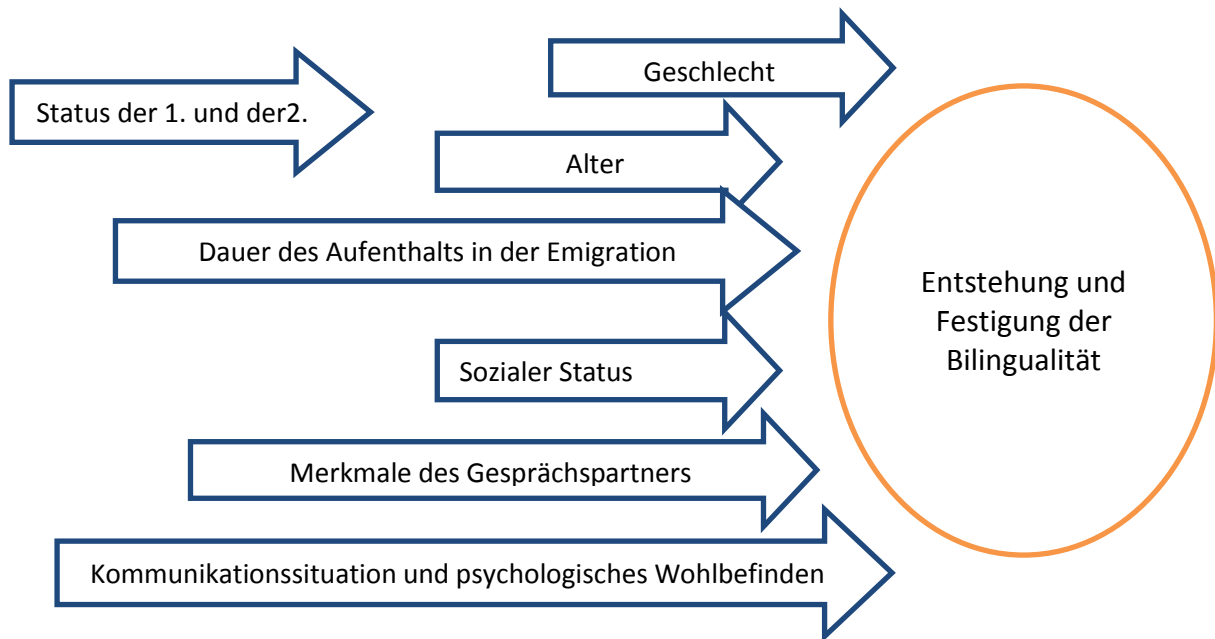 Geschlecht
Status der 1. und der2.
Alter
Dauer des Aufenthalts in der Emigration
Entstehung und
Festigung der
Bilingualität
Sozialer Status
Merkmale des Gesprächspartners
Kommunikationssituation und psychologisches Wohlbefinden